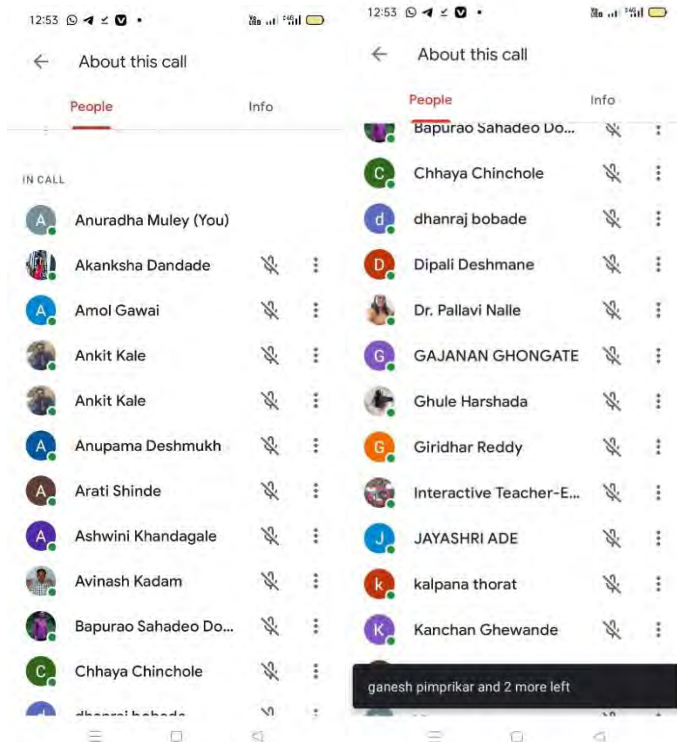 12:53
About this call
People Info
IN CALL
A Anuradha Muley (You)
Akanksha Dandade
A Amol Gawai
Ankit Kale
Ankit Kale
A Anupama Deshmukh
A Arati Shinde
A Ashwini Khandagale
Avinash Kadam
Bapurao Sahadeo Do...
C Chhaya Chinchole
d dhanraj bobade
12:53
About this call
People Info
Bapurao Sahadeo Do...
C Chhaya Chinchole
d dhanraj bobade
D Dipali Deshmane
Dr. Pallavi Nalle
G GAJANAN GHONGATE
Ghule Harshada
G Giridhar Reddy
Interactive Teacher-E...
J JAYASHRI ADE
k kalpana thorat
K Kanchan Ghewande
ganesh pimprikar and 2 more left